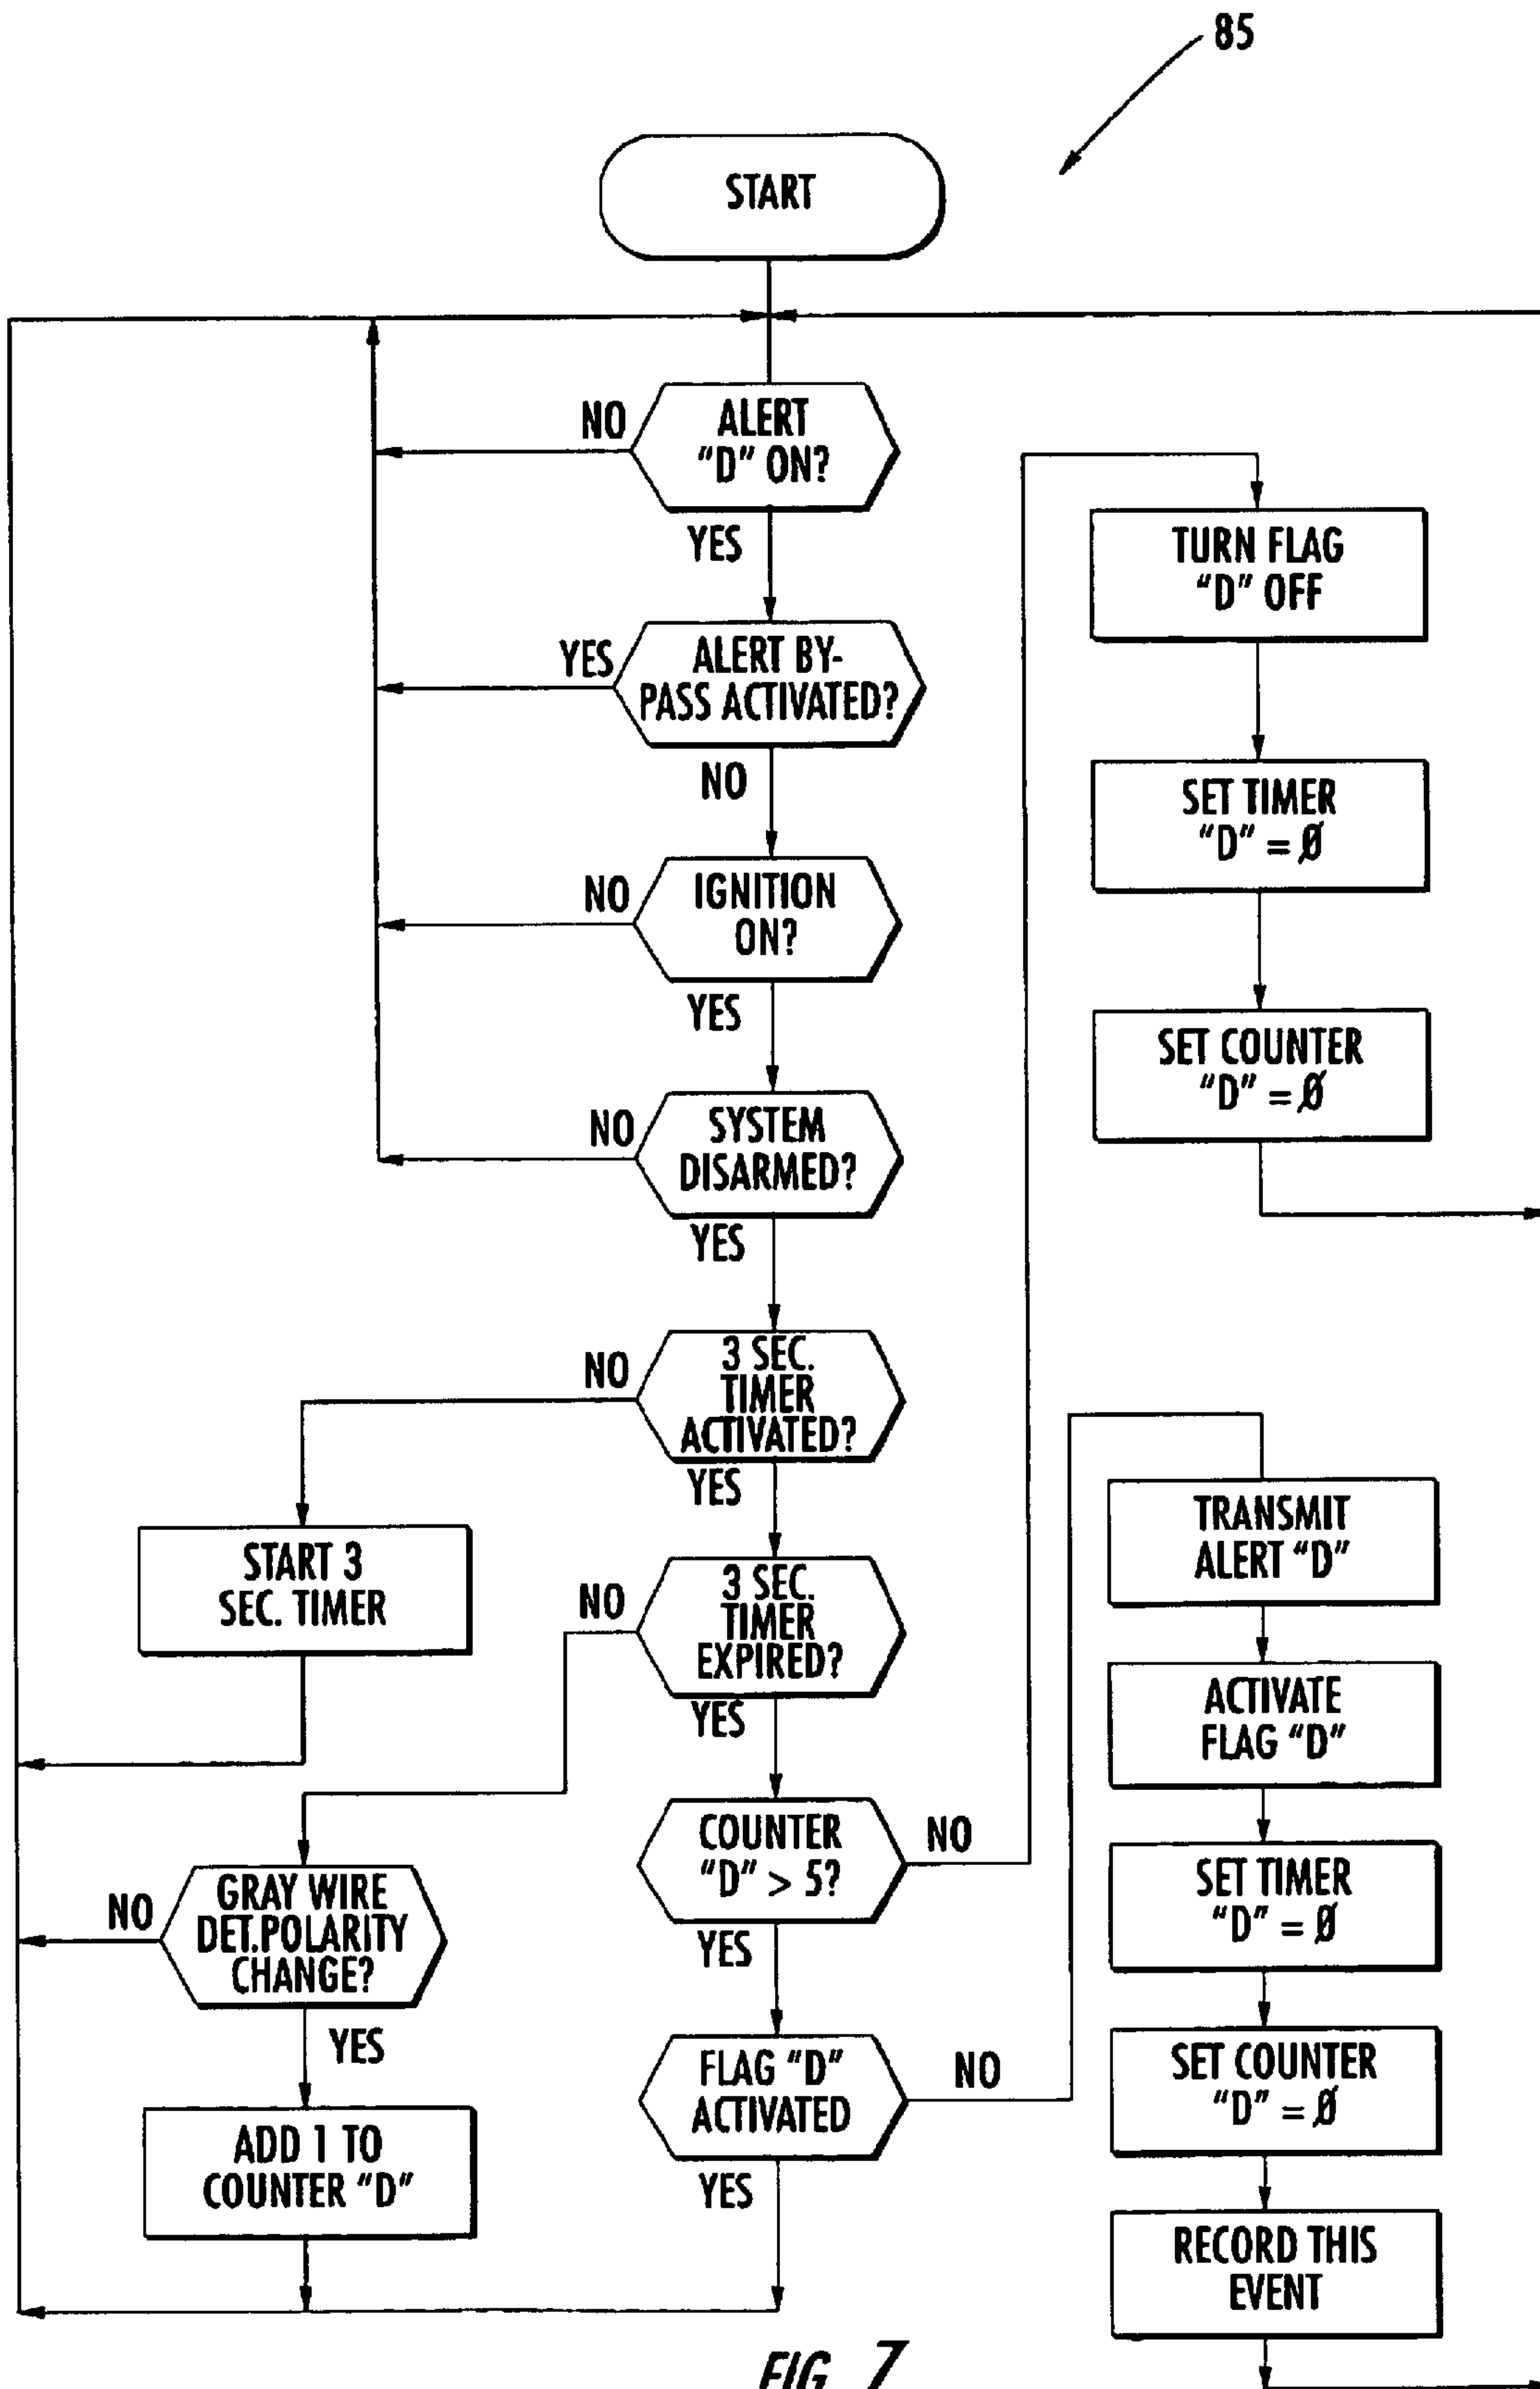 85
START
NO
ALERT
"D" ON?
YES
YES
ALERT BY-
PASS ACTIVATED?
NO
NO
IGNITION
ON?
YES
NO
SYSTEM
DISARMED?
YES
NO
3 SEC.
TIMER
ACTIVATED?
YES
START 3
SEC. TIMER
NO
3 SEC.
TIMER
EXPIRED?
YES
COUNTER
"D" > 5?
NO
YES
NO
GRAY WIRE
DET.POLARITY
CHANGE?
YES
ADD 1 TO
COUNTER "D"
FLAG "D"
ACTIVATED
NO
YES
TURN FLAG
"D" OFF
SET TIMER
"D" = Ø
SET COUNTER
"D" = Ø
TRANSMIT
ALERT "D"
ACTIVATE
FLAG "D"
SET TIMER
"D" = Ø
SET COUNTER
"D" = Ø
RECORD THIS
EVENT
FIG 7